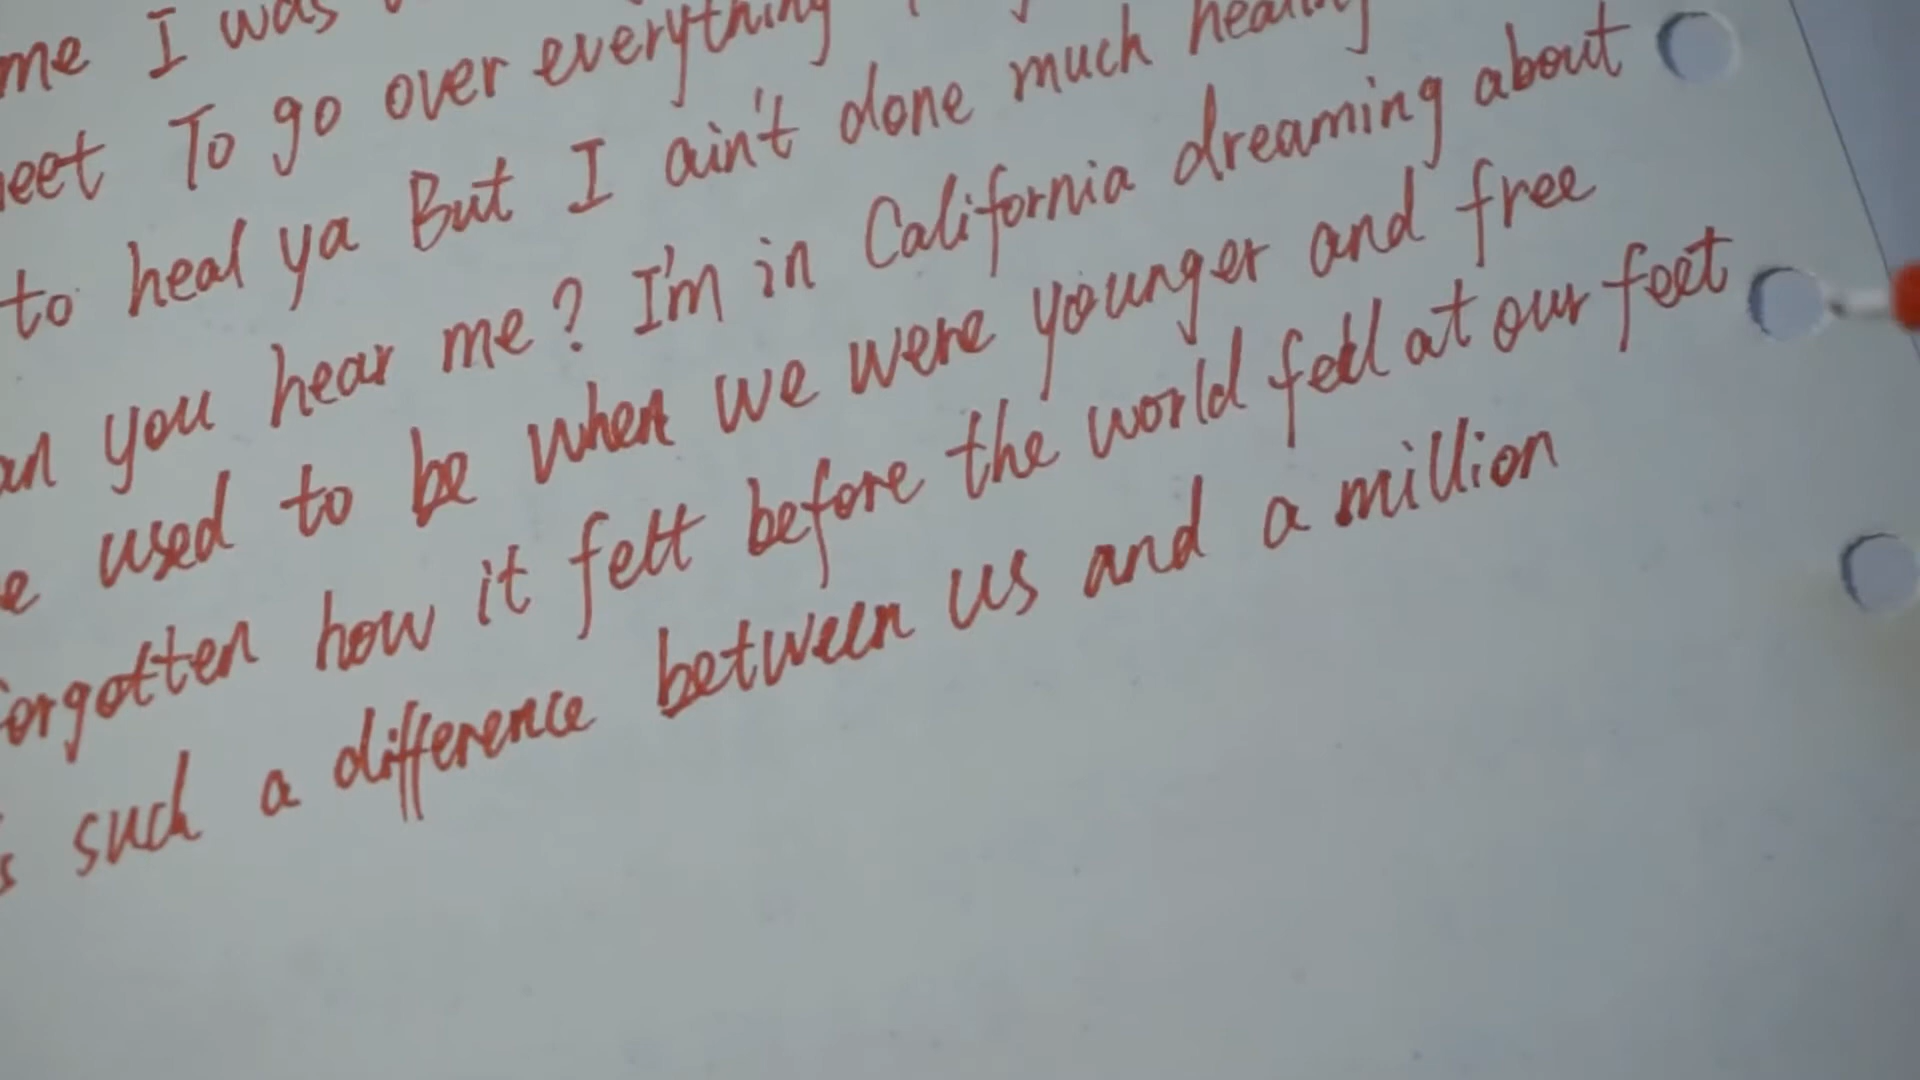 me I was
eet To go over everything
to heal ya But I ain't done much healing
an you hear me? I'm in California dreaming about
e used to be when we were younger and free
orgotten how it felt before the world fell at our feet
s such a difference between us and a million